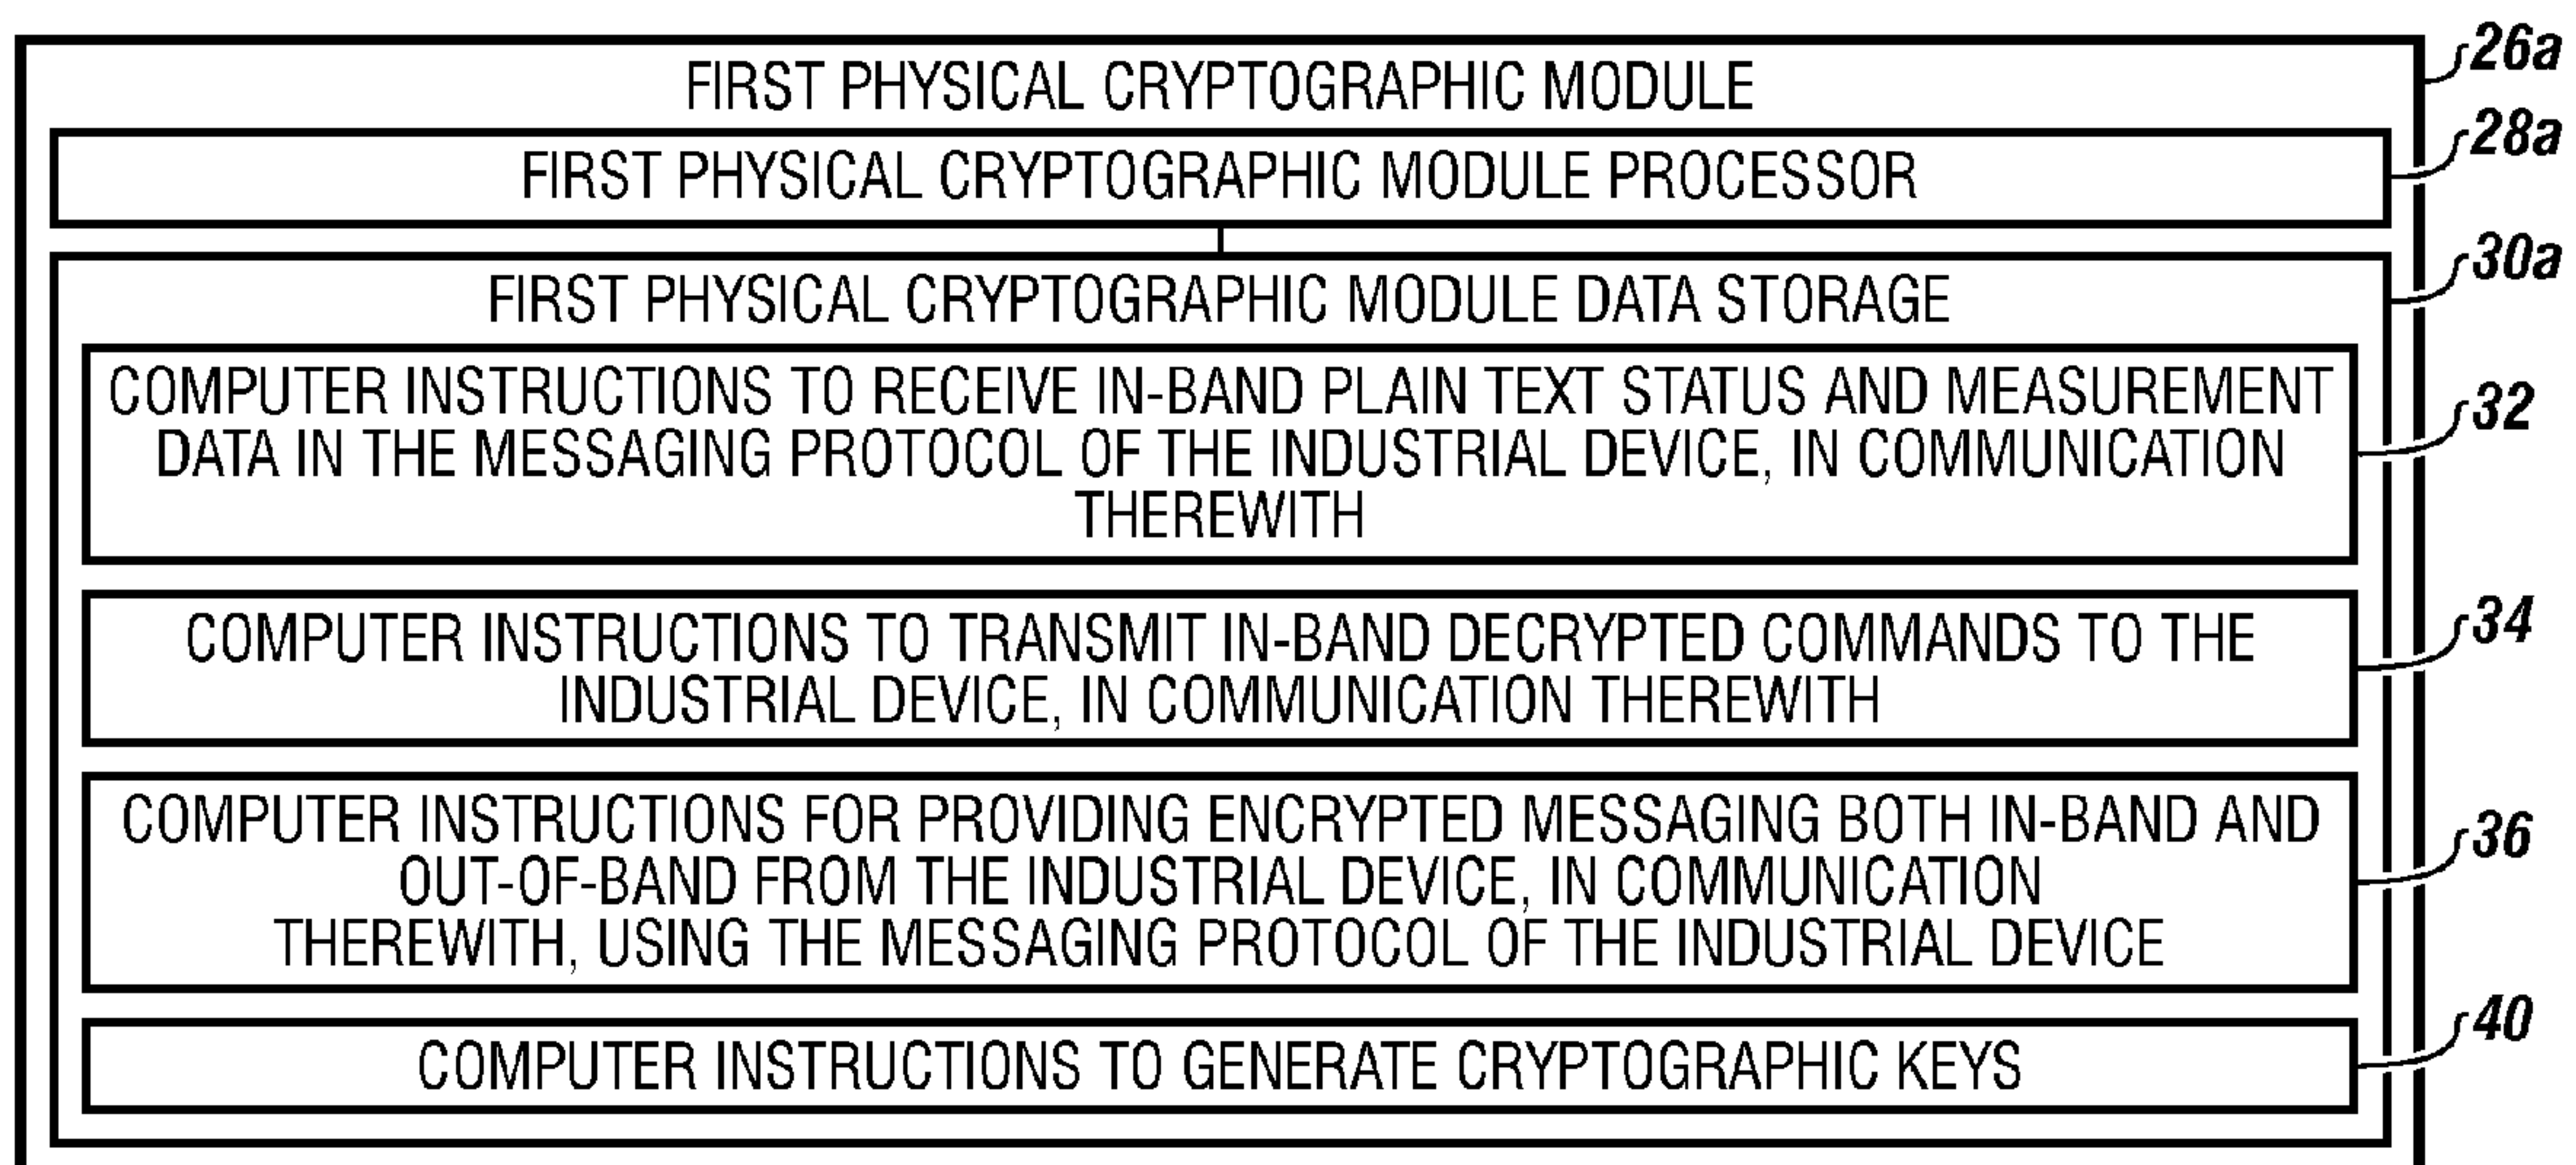 26a
FIRST PHYSICAL CRYPTOGRAPHIC MODULE
28a
FIRST PHYSICAL CRYPTOGRAPHIC MODULE PROCESSOR
30a
FIRST PHYSICAL CRYPTOGRAPHIC MODULE DATA STORAGE
COMPUTER INSTRUCTIONS TO RECEIVE IN-BAND PLAIN TEXT STATUS AND MEASUREMENT
32
DATA IN THE MESSAGING PROTOCOL OF THE INDUSTRIAL DEVICE, IN COMMUNICATION
THEREWITH
34
COMPUTER INSTRUCTIONS TO TRANSMIT IN-BAND DECRYPTED COMMANDS TO THE
INDUSTRIAL DEVICE, IN COMMUNICATION THEREWITH
COMPUTER INSTRUCTIONS FOR PROVIDING ENCRYPTED MESSAGING BOTH IN-BAND AND
36
OUT-OF-BAND FROM THE INDUSTRIAL DEVICE, IN COMMUNICATION
THEREWITH, USING THE MESSAGING PROTOCOL OF THE INDUSTRIAL DEVICE
40
COMPUTER INSTRUCTIONS TO GENERATE CRYPTOGRAPHIC KEYS